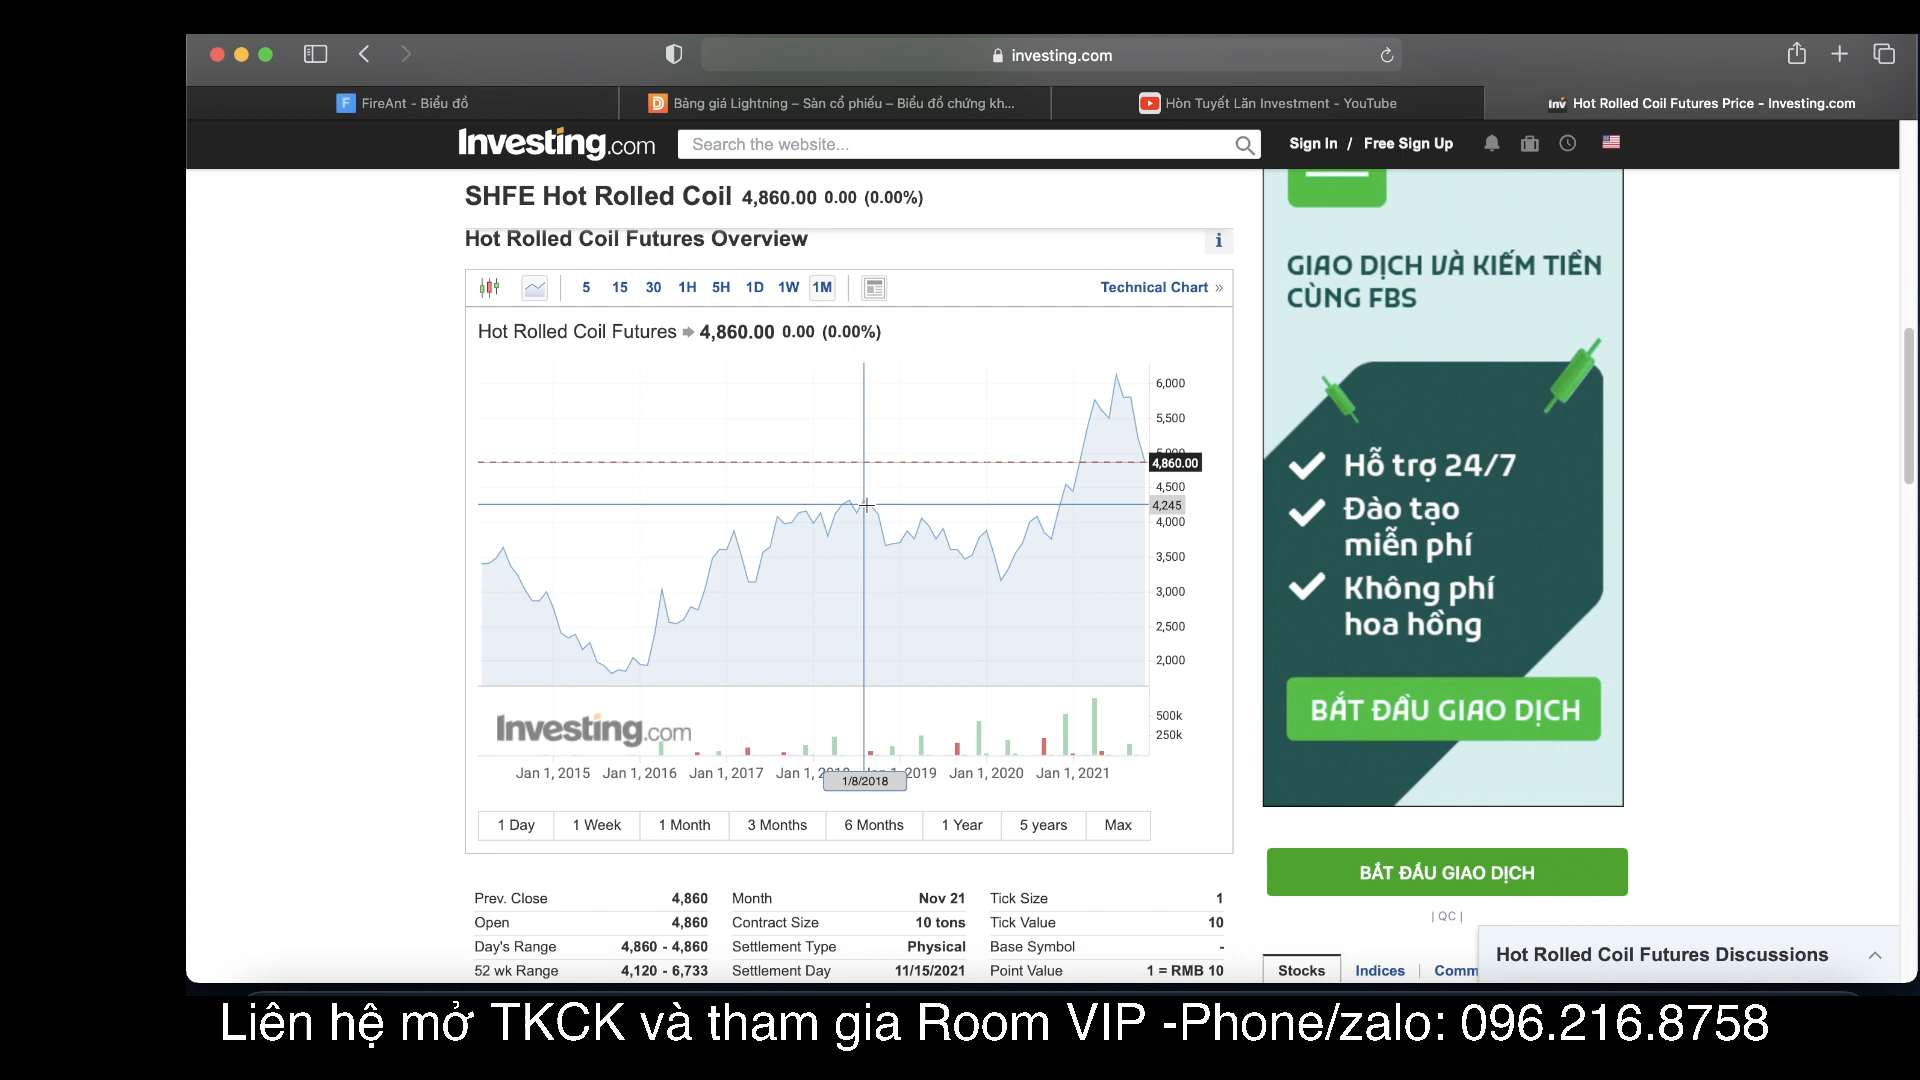 investing.com
FireAnt - Biểu đồ
Bảng giá Lightning – Sàn cổ phiếu – Biểu đồ chứng kh...
Hòn Tuyết Lăn Investment - YouTube
Inv Hot Rolled Coil Futures Price - Investing.com
Investing.com
Search the website...
Sign In / Free Sign Up
SHFE Hot Rolled Coil 4,860.00 0.00 (0.00%)
Hot Rolled Coil Futures Overview
i
5 15 30 1H 5H 1D 1W 1M
Technical Chart »
Hot Rolled Coil Futures 4,860.00 0.00 (0.00%)
6,000
5,500
5,000
4,860.00
4,500
4,245
4,000
3,500
3,000
2,500
2,000
500k
250k
Investing.com
Jan 1, 2015 Jan 1, 2016 Jan 1, 2017 Jan 1, 2018 Jan 1, 2019 Jan 1, 2020 Jan 1, 2021
1/8/2018
1 Day 1 Week 1 Month 3 Months 6 Months 1 Year 5 years Max
Prev. Close 4,860 Month Nov 21 Tick Size 1
Open 4,860 Contract Size 10 tons Tick Value 10
Day's Range 4,860 - 4,860 Settlement Type Physical Base Symbol -
52 wk Range 4,120 - 6,733 Settlement Day 11/15/2021 Point Value 1 = RMB 10
GIAO DỊCH VÀ KIẾM TIỀN
CÙNG FBS
Hỗ trợ 24/7
Đào tạo
miễn phí
Không phí
hoa hồng
BẮT ĐẦU GIAO DỊCH
BẮT ĐẦU GIAO DỊCH
| QC |
Stocks Indices Comm
Hot Rolled Coil Futures Discussions
Liên hệ mở TKCK và tham gia Room VIP -Phone/zalo: 096.216.8758